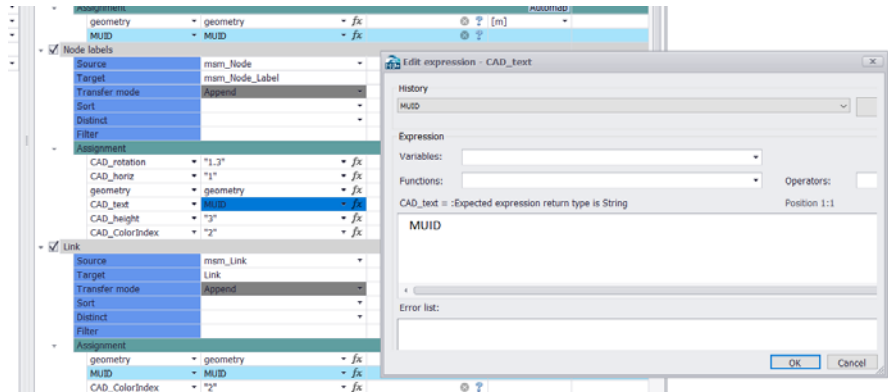 Assignment Automap
geometry geometry fx ? [m]
MUID MUID fx ?
Node labels
Source msm_Node
Target msm_Node_Label
Transfer mode Append
Sort
Distinct
Filter
Assignment
CAD_rotation "1.3" fx
CAD_horiz "1" fx
geometry geometry fx
CAD_text MUID fx
CAD_height "3" fx
CAD_ColorIndex "2" fx
Link
Source msm_Link
Target Link
Transfer mode Append
Sort
Distinct
Filter
Assignment
geometry geometry fx
MUID MUID fx
CAD_ColorIndex "2" fx ?
Edit expression - CAD_text
History
MUID
Expression
Variables:
Functions: Operators:
CAD_text = :Expected expression return type is String Position 1:1
MUID
Error list:
OK Cancel